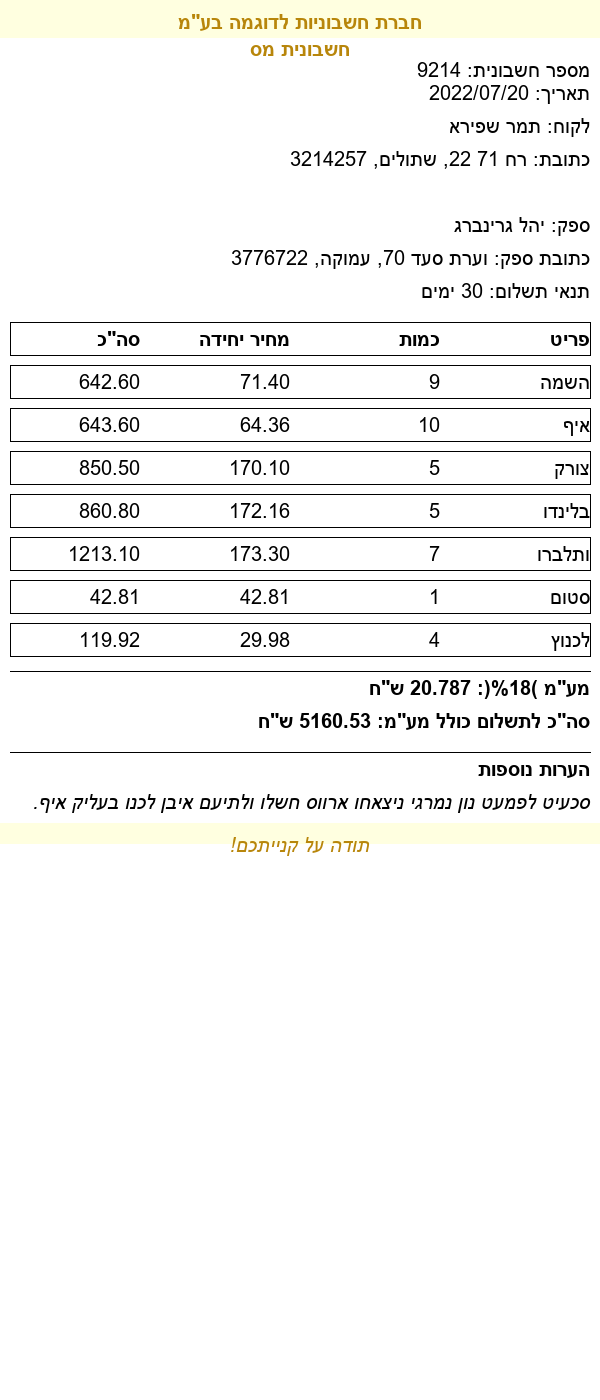 חברת חשבוניות לדוגמה בע"מ
חשבונית מס
מספר חשבונית: 9214
תאריך: 2022/07/20
לקוח: תמר שפירא
כתובת: רח 71 22, שתולים, 3214257
ספק: יהל גרינברג
כתובת ספק: וערת סעד 70, עמוקה, 3776722
תנאי תשלום: 30 ימים
פריט כמות מחיר יחידה סה"כ
השמה 9 71.40 642.60
איף 10 64.36 643.60
צורק 5 170.10 850.50
בלינדו 5 172.16 860.80
ותלברו 7 173.30 1213.10
סטום 1 42.81 42.81
לכנוץ 4 29.98 119.92
מע"מ )18%(: 20.787 ש"ח
סה"כ לתשלום כולל מע"מ: 5160.53 ש"ח
הערות נוספות
סכעיט לפמעט נון נמרגי ניצאחו ארווס חשלו ולתיעם איבן לכנו בעליק איף.
תודה על קנייתכם!